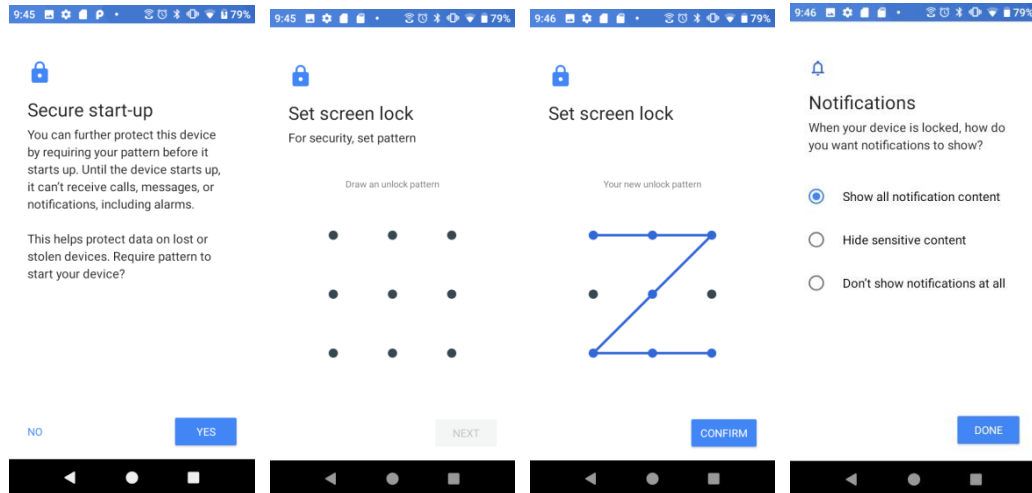 9:45
79%
Secure start-up
You can further protect this device
by requiring your pattern before it
starts up. Until the device starts up,
it can't receive calls, messages, or
notifications, including alarms.
This helps protect data on lost or
stolen devices. Require pattern to
start your device?
NO
YES
9:45
79%
Set screen lock
For security, set pattern
Draw an unlock pattern
NEXT
9:46
79%
Set screen lock
Your new unlock pattern
CONFIRM
9:46
79%
Notifications
When your device is locked, how do
you want notifications to show?
Show all notification content
Hide sensitive content
Don't show notifications at all
DONE